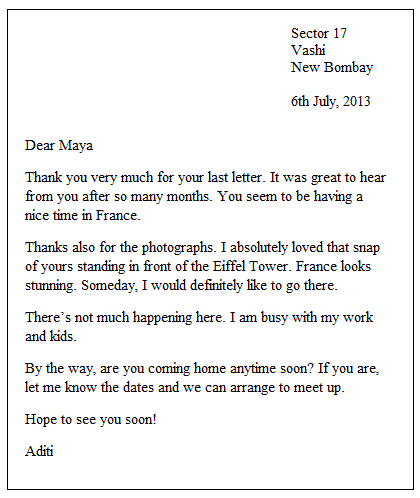 Sector 17
Vashi
New Bombay
6th July, 2013
Dear Maya
Thank you very much for your last letter. It was great to hear
from you after so many months. You seem to be having a
nice time in France.
Thanks also for the photographs. I absolutely loved that snap
of yours standing in front of the Eiffel Tower. France looks
stunning. Someday, I would definitely like to go there.
There’s not much happening here. I am busy with my work
and kids.
By the way, are you coming home anytime soon? If you are,
let me know the dates and we can arrange to meet up.
Hope to see you soon!
Aditi